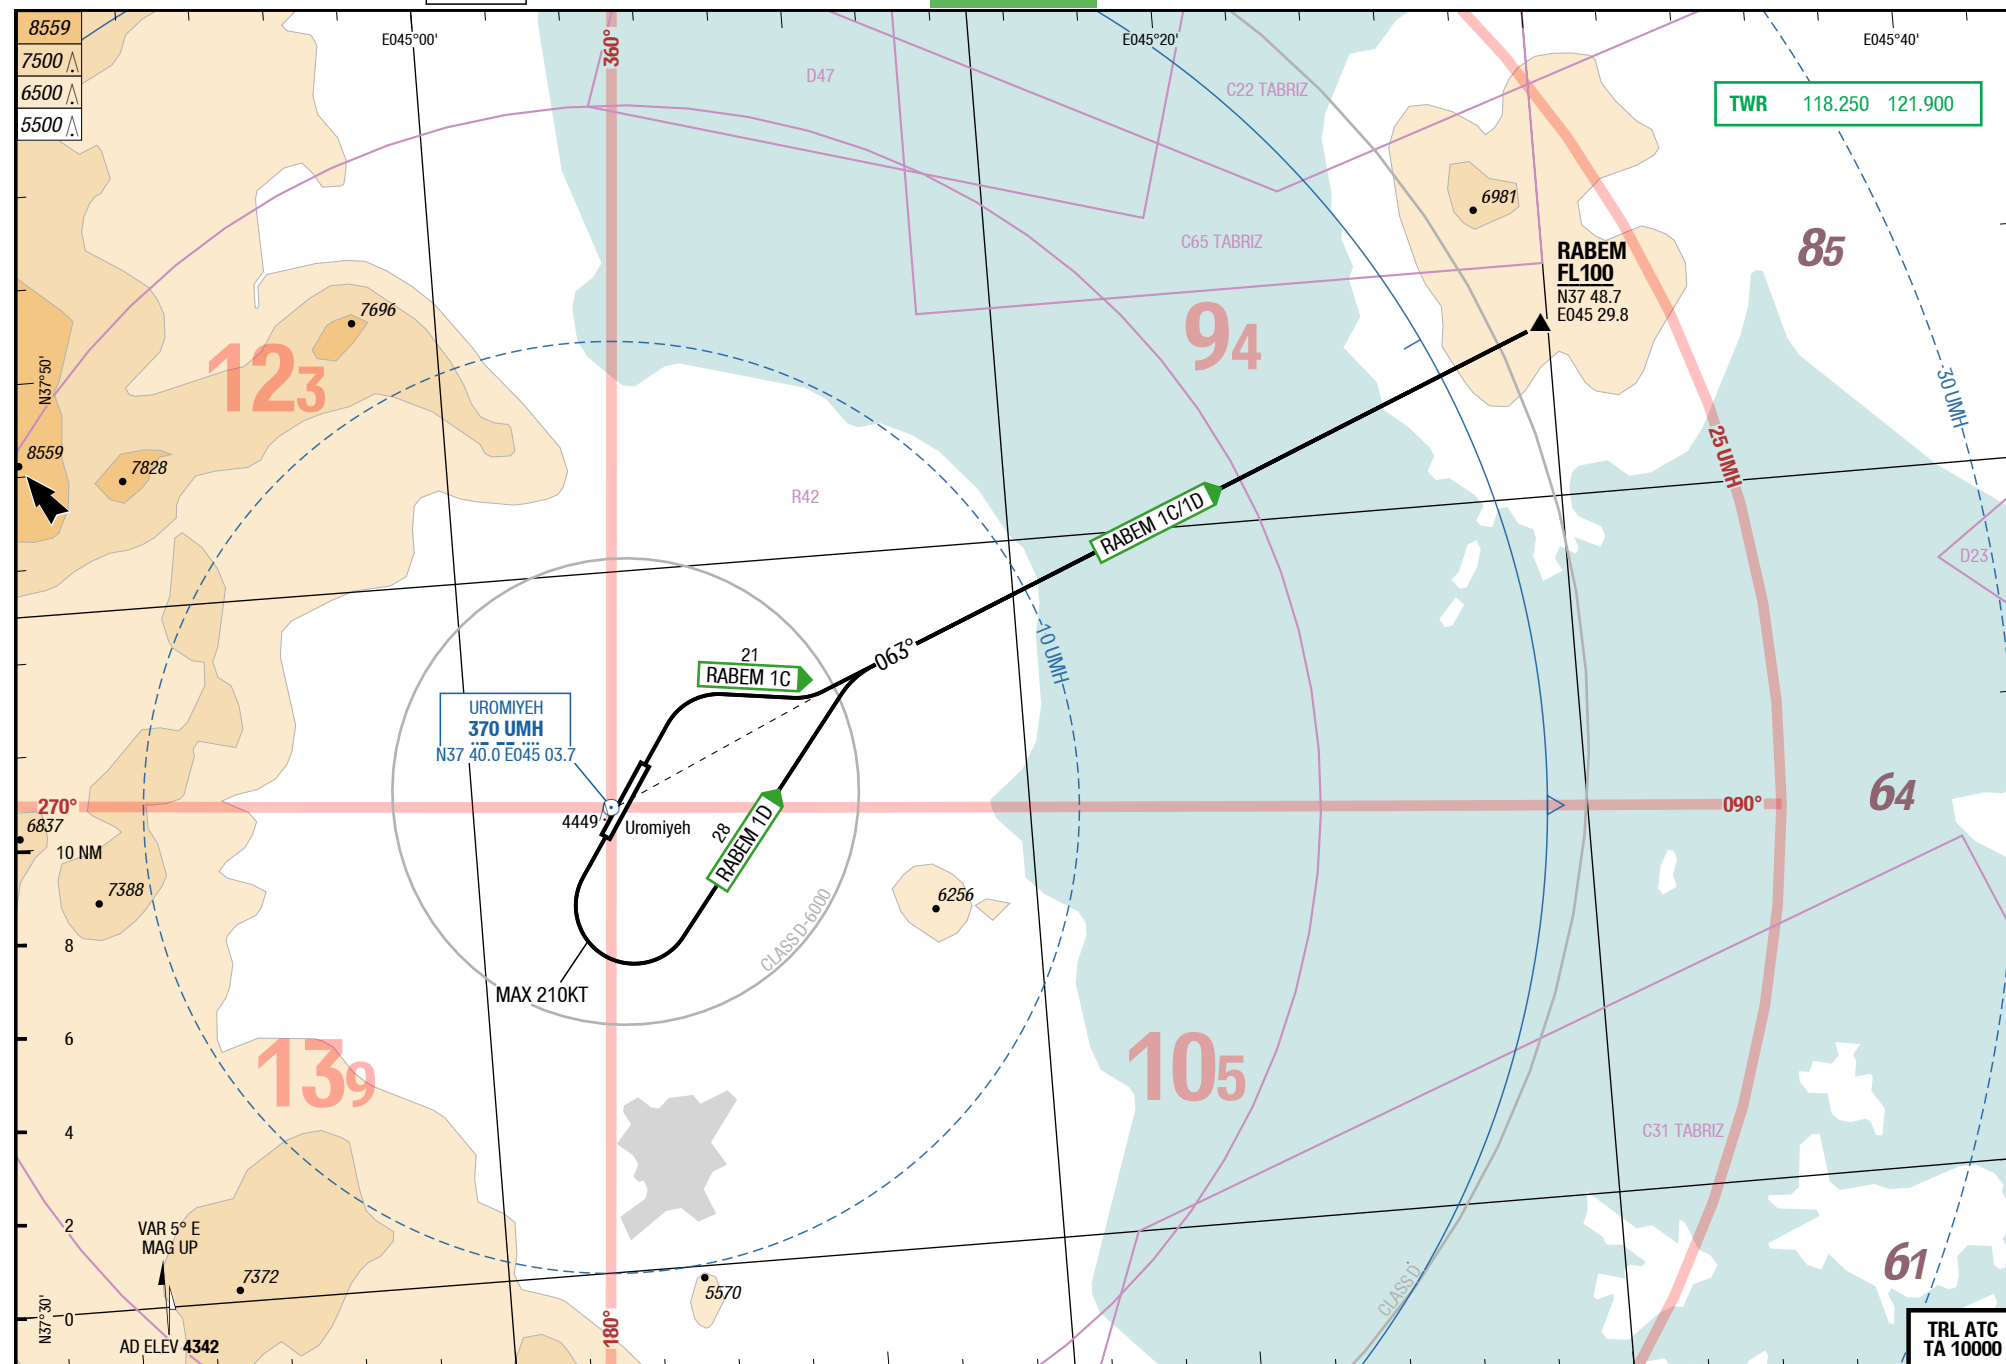 8559
7500
6500
5500
E045°00'
360°
E045°20'
E045°40'
D47
C22 TABRIZ
TWR 118.250 121.900
6981
C65 TABRIZ
85
RABEM
FL100
N37 48.7
E045 29.8
7696
94
123
N37°50'
30 UMH
25 UMH
8559
7828
R42
RABEM 1C/1D
D23
063°
10 UMH
21
RABEM 1C
UROMIYEH
370 UMH
N37 40.0 E045 03.7
270°
090°
64
4449
Uromiyeh
28
RABEM 1D
6837
10 NM
7388
6256
CLASS D-6000
8
MAX 210KT
6
139
105
4
C31 TABRIZ
2
VAR 5° E
MAG UP
7372
5570
61
CLASS D
N37°30'
0
180°
AD ELEV 4342
TRL ATC
TA 10000